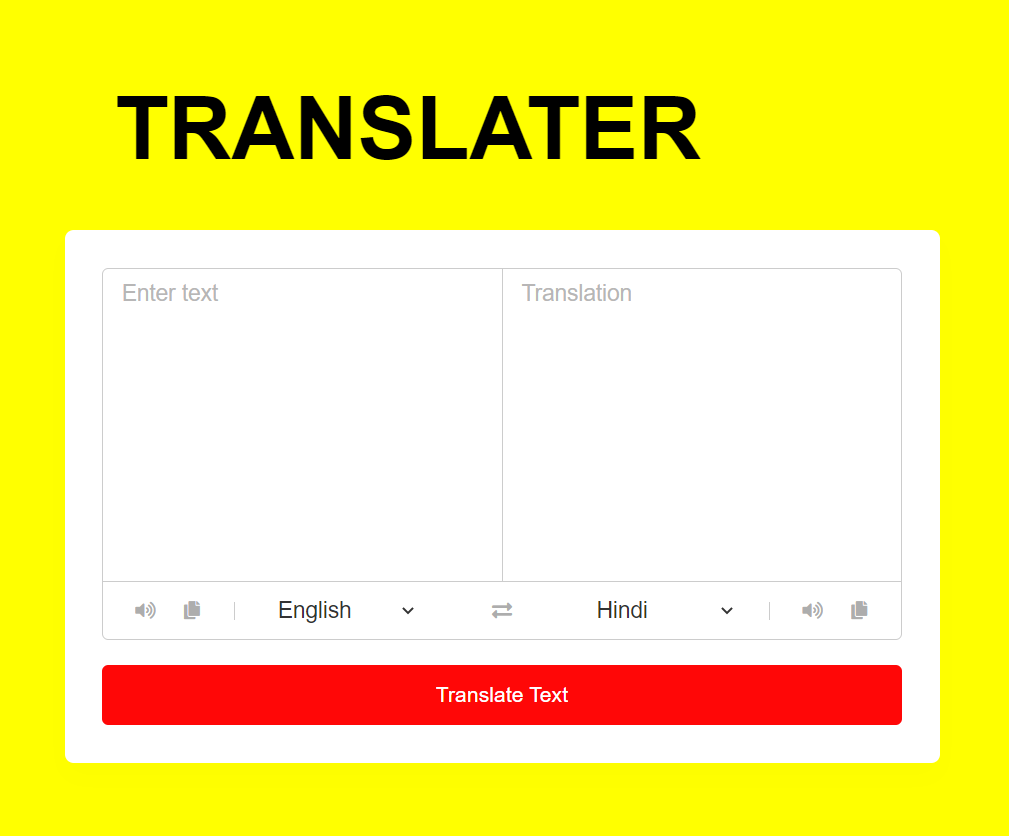 TRANSLATER
Enter text
Translation
English
Hindi
Translate Text